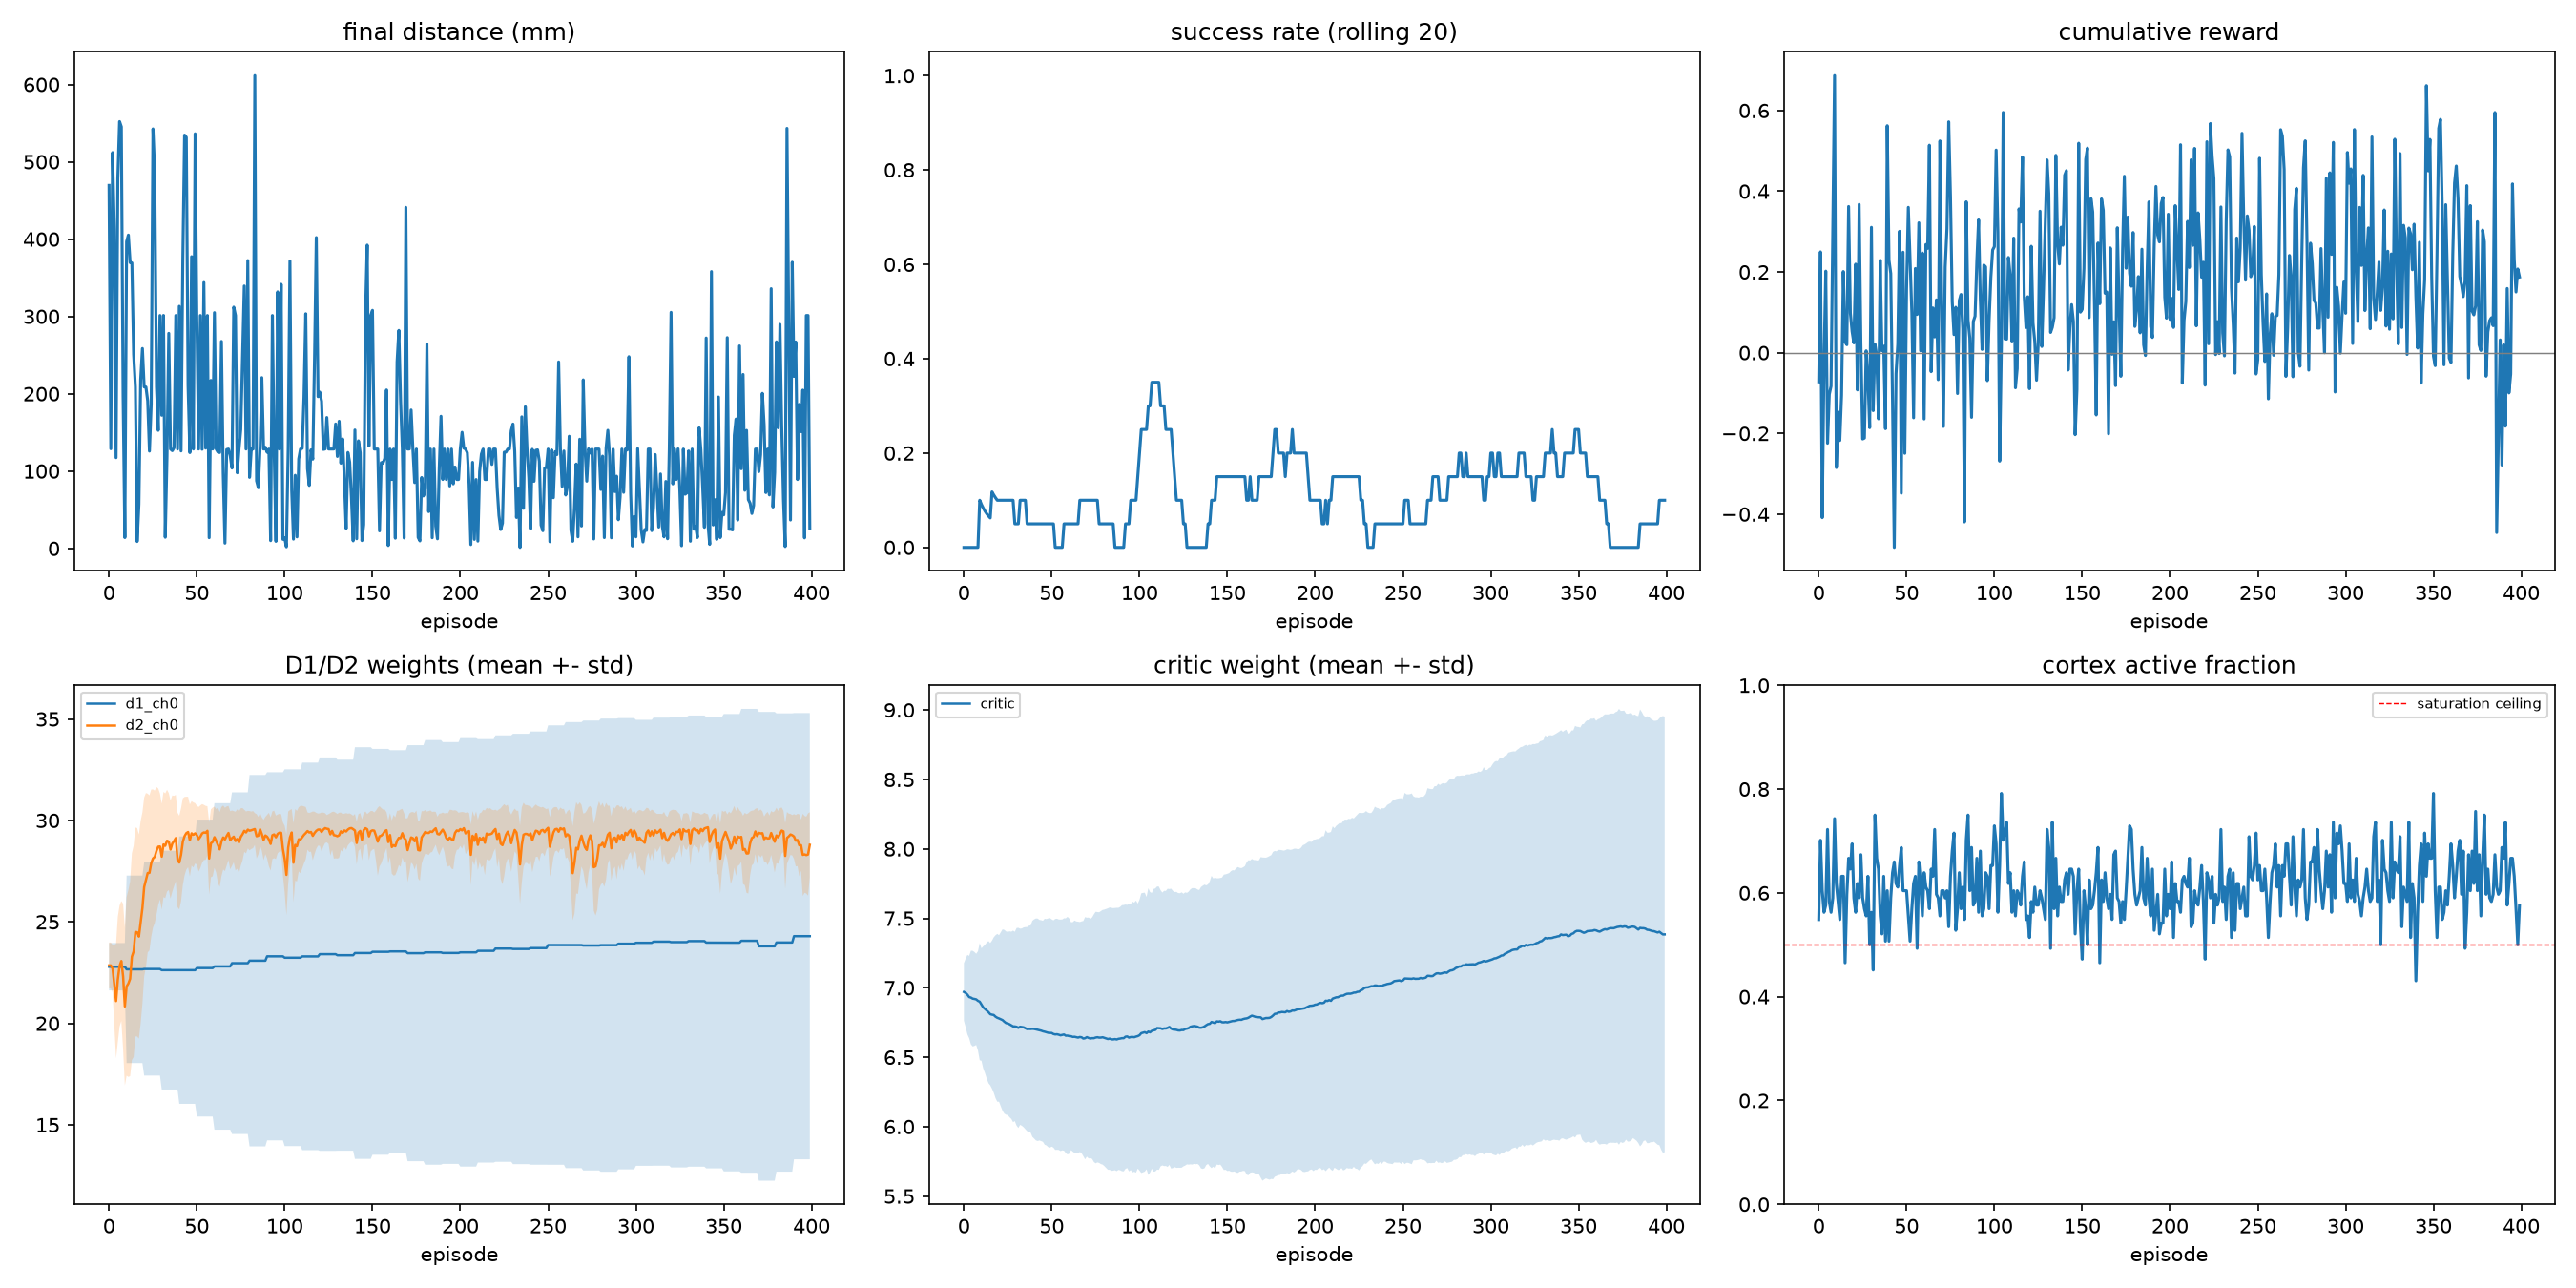 final distance (mm)
600
500
400
300
200
100
0
0 50 100 150 200 250 300 350 400
episode
success rate (rolling 20)
1.0
0.8
0.6
0.4
0.2
0.0
0 50 100 150 200 250 300 350 400
episode
cumulative reward
0.6
0.4
0.2
0.0
−0.2
−0.4
0 50 100 150 200 250 300 350 400
episode
D1/D2 weights (mean +- std)
d1_ch0
d2_ch0
35
30
25
20
15
0 50 100 150 200 250 300 350 400
episode
critic weight (mean +- std)
critic
9.0
8.5
8.0
7.5
7.0
6.5
6.0
5.5
0 50 100 150 200 250 300 350 400
episode
cortex active fraction
saturation ceiling
1.0
0.8
0.6
0.4
0.2
0.0
0 50 100 150 200 250 300 350 400
episode